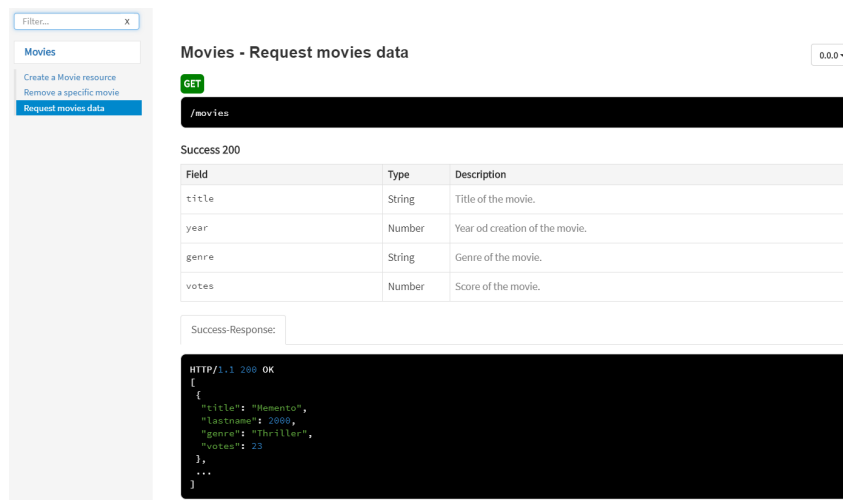 Filter...
X
Movies
Create a Movie resource
Remove a specific movie
Request movies data
Movies - Request movies data
0.0.0
GET
/movies
Success 200
Field Type Description
title String Title of the movie.
year Number Year od creation of the movie.
genre String Genre of the movie.
votes Number Score of the movie.
Success-Response:
HTTP/1.1 200 OK
[
{
"title": "Memento",
"lastname": 2000,
"genre": "Thriller",
"votes": 23
},
...
]